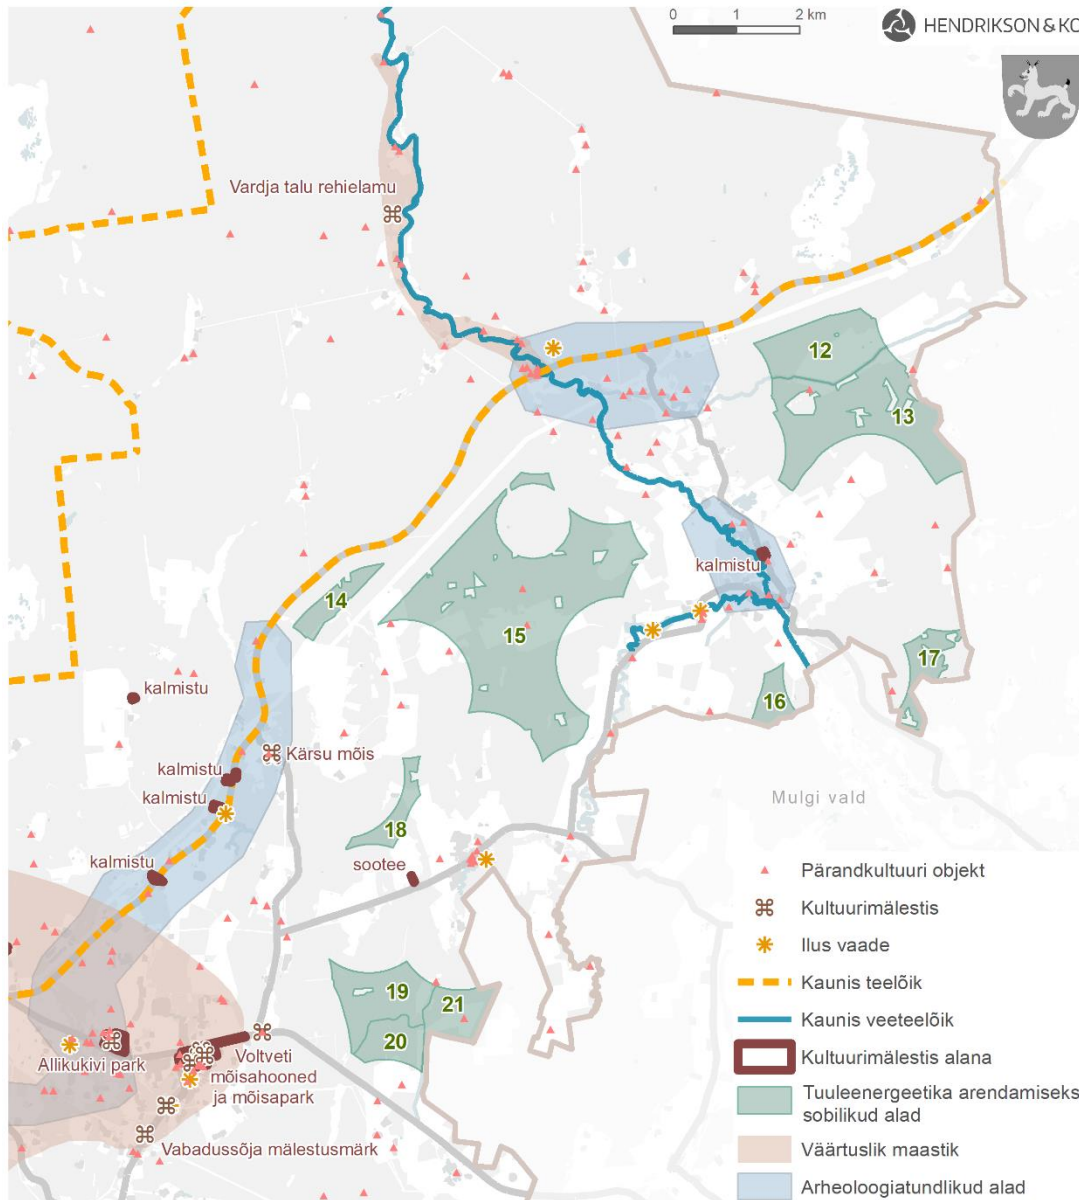 0 1 2 km
HENDRIKSON & KO
Vardja talu rehielamu
12
13
kalmistu
14
15
17
16
kalmistu
Kärsu mõis
kalmistu
kalmistu
Mulgi vald
18
kalmistu
sootee
19
21
20
Allikukivi park
Voltveti
mõisahooned
ja mõisapark
Vabadussõja mälestusmärk
Pärandkultuuri objekt
Kultuurimälestis
Ilus vaade
Kaunis teelõik
Kaunis veeteelõik
Kultuurimälestis alana
Tuuleenergeetika arendamiseks
sobilikud alad
Väärtuslik maastik
Arheoloogiatundlikud alad